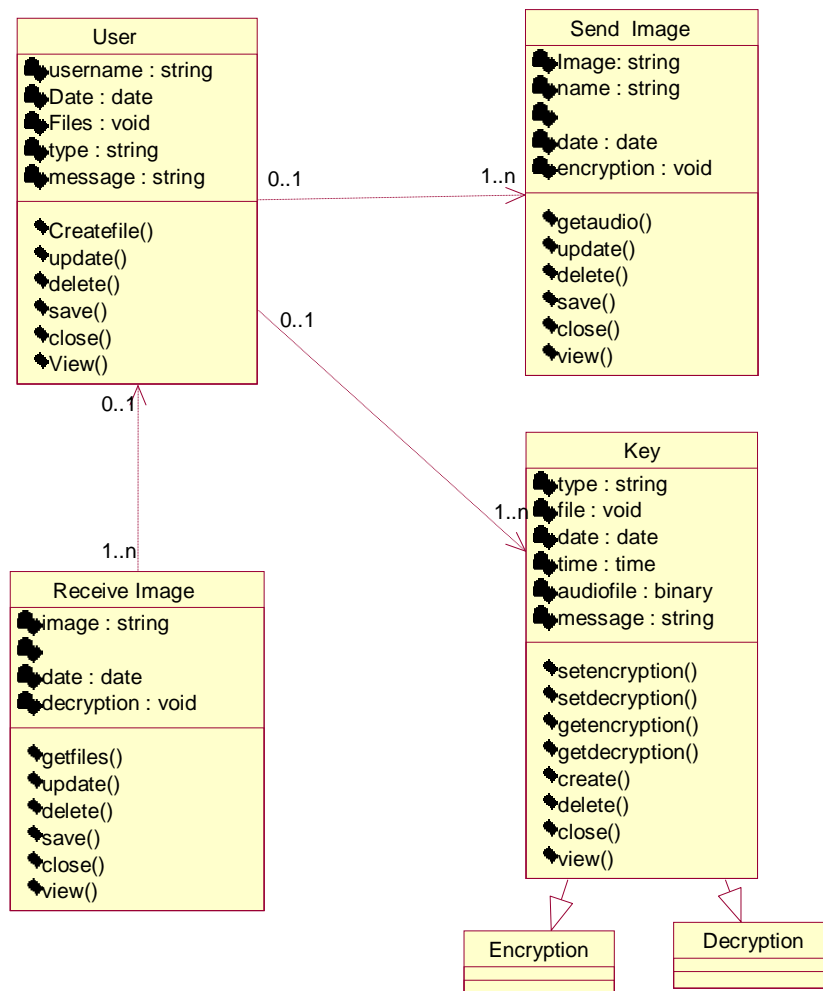 User
username : string
Date : date
Files : void
type : string
message : string
Createfile()
update()
delete()
save()
close()
View()
Send Image
Image: string
name : string
date : date
encryption : void
getaudio()
update()
delete()
save()
close()
view()
0..1
1..n
0..1
1..n
0..1
1..n
Key
type : string
file : void
date : date
time : time
audiofile : binary
message : string
setencryption()
setdecryption()
getencryption()
getdecryption()
create()
delete()
close()
view()
Receive Image
image : string
date : date
decryption : void
getfiles()
update()
delete()
save()
close()
view()
Encryption
Decryption